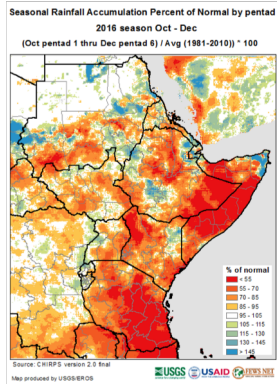 Seasonal Rainfall Accumulation Percent of Normal by pentad
2016 season Oct - Dec
(Oct pentad 1 thru Dec pentad 6) / Avg (1981-2010)) * 100
% of normal
< 55
55 - 70
70 - 85
85 - 95
95 - 105
105 - 115
115 - 130
130 - 145
> 145
Source: CHIRPS version 2.0 final
Map produced by USGS/EROS
USGS
USAID
FEWS NET